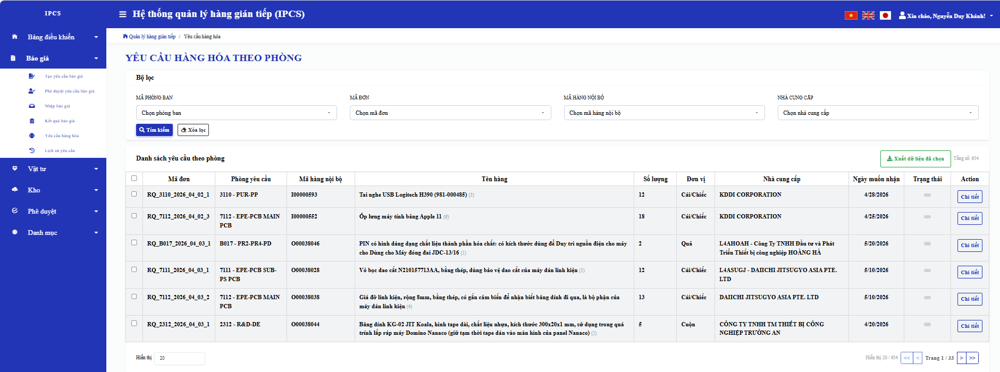 IPCS
Hệ thống quản lý hàng gián tiếp (IPCS)
Xin chào, Nguyễn Duy Khánh!
Bảng điều khiển
Báo giá
Tạo yêu cầu báo giá
Phê duyệt yêu cầu báo giá
Nhập báo giá
Kết quả báo giá
Yêu cầu hàng hóa
Lịch sử yêu cầu
Vật tư
Kho
Phê duyệt
Danh mục
Quản lý hàng gián tiếp / Yêu cầu hàng hóa
YÊU CẦU HÀNG HÓA THEO PHÒNG
Bộ lọc
MÃ PHÒNG BAN MÃ ĐƠN MÃ HÀNG NỘI BỘ NHÀ CUNG CẤP
Chọn phòng ban Chọn mã đơn Chọn mã hàng nội bộ Chọn nhà cung cấp
Tìm kiếm Xóa lọc
Danh sách yêu cầu theo phòng Xuất dữ liệu đã chọn Tổng số: 654
Mã đơn Phòng yêu cầu Mã hàng nội bộ Tên hàng Số lượng Đơn vị Nhà cung cấp Ngày muốn nhận Trạng thái Action
RQ_3110_2026_04_02_1 3110 - PUR-PP I00000593 Tai nghe USB Logitech H390 (981-000485) (3) 12 Cái/Chiếc KDDI CORPORATION 4/28/2026 Chi tiết
RQ_7112_2026_04_02_3 7112 - EPE-PCB MAIN I00000552 Ốp lưng máy tính bảng Apple 11 (6) 18 Cái/Chiếc KDDI CORPORATION 4/25/2026 Chi tiết
PCB
RQ_B017_2026_04_03_1 B017 - PR2-PR4-PD O00038046 PIN có hình dáng dạng chất liệu thành phần hóa chất: có kích thước dùng để Duy trì nguồn điện cho máy 2 Quả L4AHOAH - Công Ty TNHH Đầu tư và Phát 5/20/2026 Chi tiết
cho Dùng cho Máy đóng đai JDC-13/16 (1) Triển Thiết bị công nghiệp HOÀNG HÀ
RQ_7111_2026_04_03_1 7111 - EPE-PCB SUB- O00038028 Vỏ bọc dao cắt N210157713AA, bằng thép, dùng bảo vệ dao cắt của máy dán linh kiện (5) 12 Cái/Chiếc L4ASUGJ - DAIICHI JITSUGYO ASIA PTE. 5/10/2026 Chi tiết
PS PCB LTD
RQ_7112_2026_04_03_2 7112 - EPE-PCB MAIN O00038038 Giá đỡ linh kiện, rộng 8mm, bằng thép, có gắn cảm biến để nhận biết băng dính đi qua, là bộ phận của 13 Cái/Chiếc DAIICHI JITSUGYO ASIA PTE. LTD 5/10/2026 Chi tiết
PCB máy dán linh kiện (4)
RQ_2312_2026_04_03_1 2312 - R&D-DE O00038044 Băng dính KG-02 JIT Koala, hình tape dài, chất liệu nhựa, kích thước 300x20x1 mm, sử dụng trong quá 5 Cuộn CÔNG TY TNHH TM THIẾT BỊ CÔNG 4/20/2026 Chi tiết
trình lắp ráp máy Domino Nanaco (giữ tạm thời tape dán vào màn hình của panel Nanaco) (1) NGHIỆP TRƯỜNG AN
Hiển thị 20 Hiển thị 20 / 654 << < Trang 1 / 33 > >>